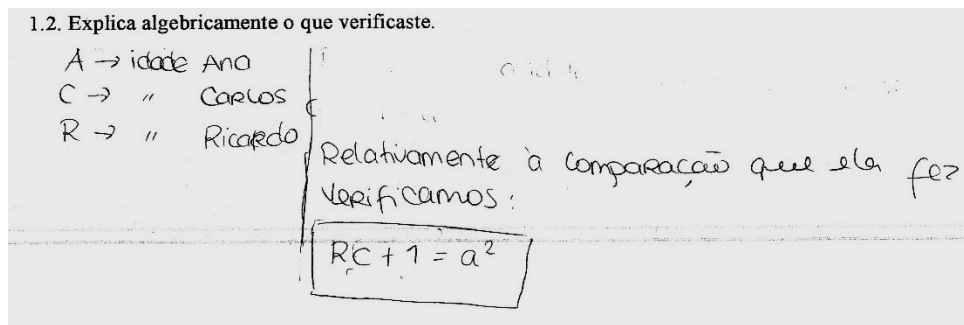 1.2. Explica algebricamente o que verificaste.
A → idade Ana
C → " Carlos
R → " Ricardo
Relativamente à comparação que ela fez
verificamos:
RC + 1 = a²